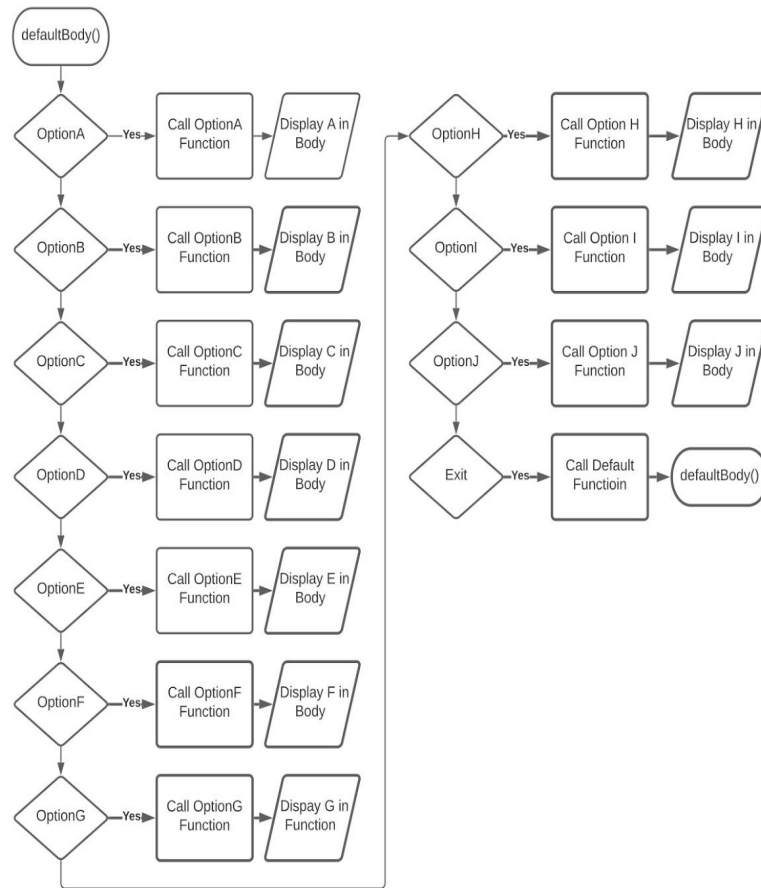 defaultBody()
OptionA
Yes
Call OptionA
Function
Display A in
Body
OptionB
Yes
Call OptionB
Function
Display B in
Body
OptionC
Yes
Call OptionC
Function
Display C in
Body
OptionD
Yes
Call OptionD
Function
Display D in
Body
OptionE
Yes
Call OptionE
Function
Display E in
Body
OptionF
Yes
Call OptionF
Function
Display F in
Body
OptionG
Yes
Call OptionG
Function
Dispay G in
Function
OptionH
Yes
Call Option H
Function
Display H in
Body
OptionI
Yes
Call Option I
Function
Display I in
Body
OptionJ
Yes
Call Option J
Function
Display J in
Body
Exit
Yes
Call Default
Functioin
defaultBody()